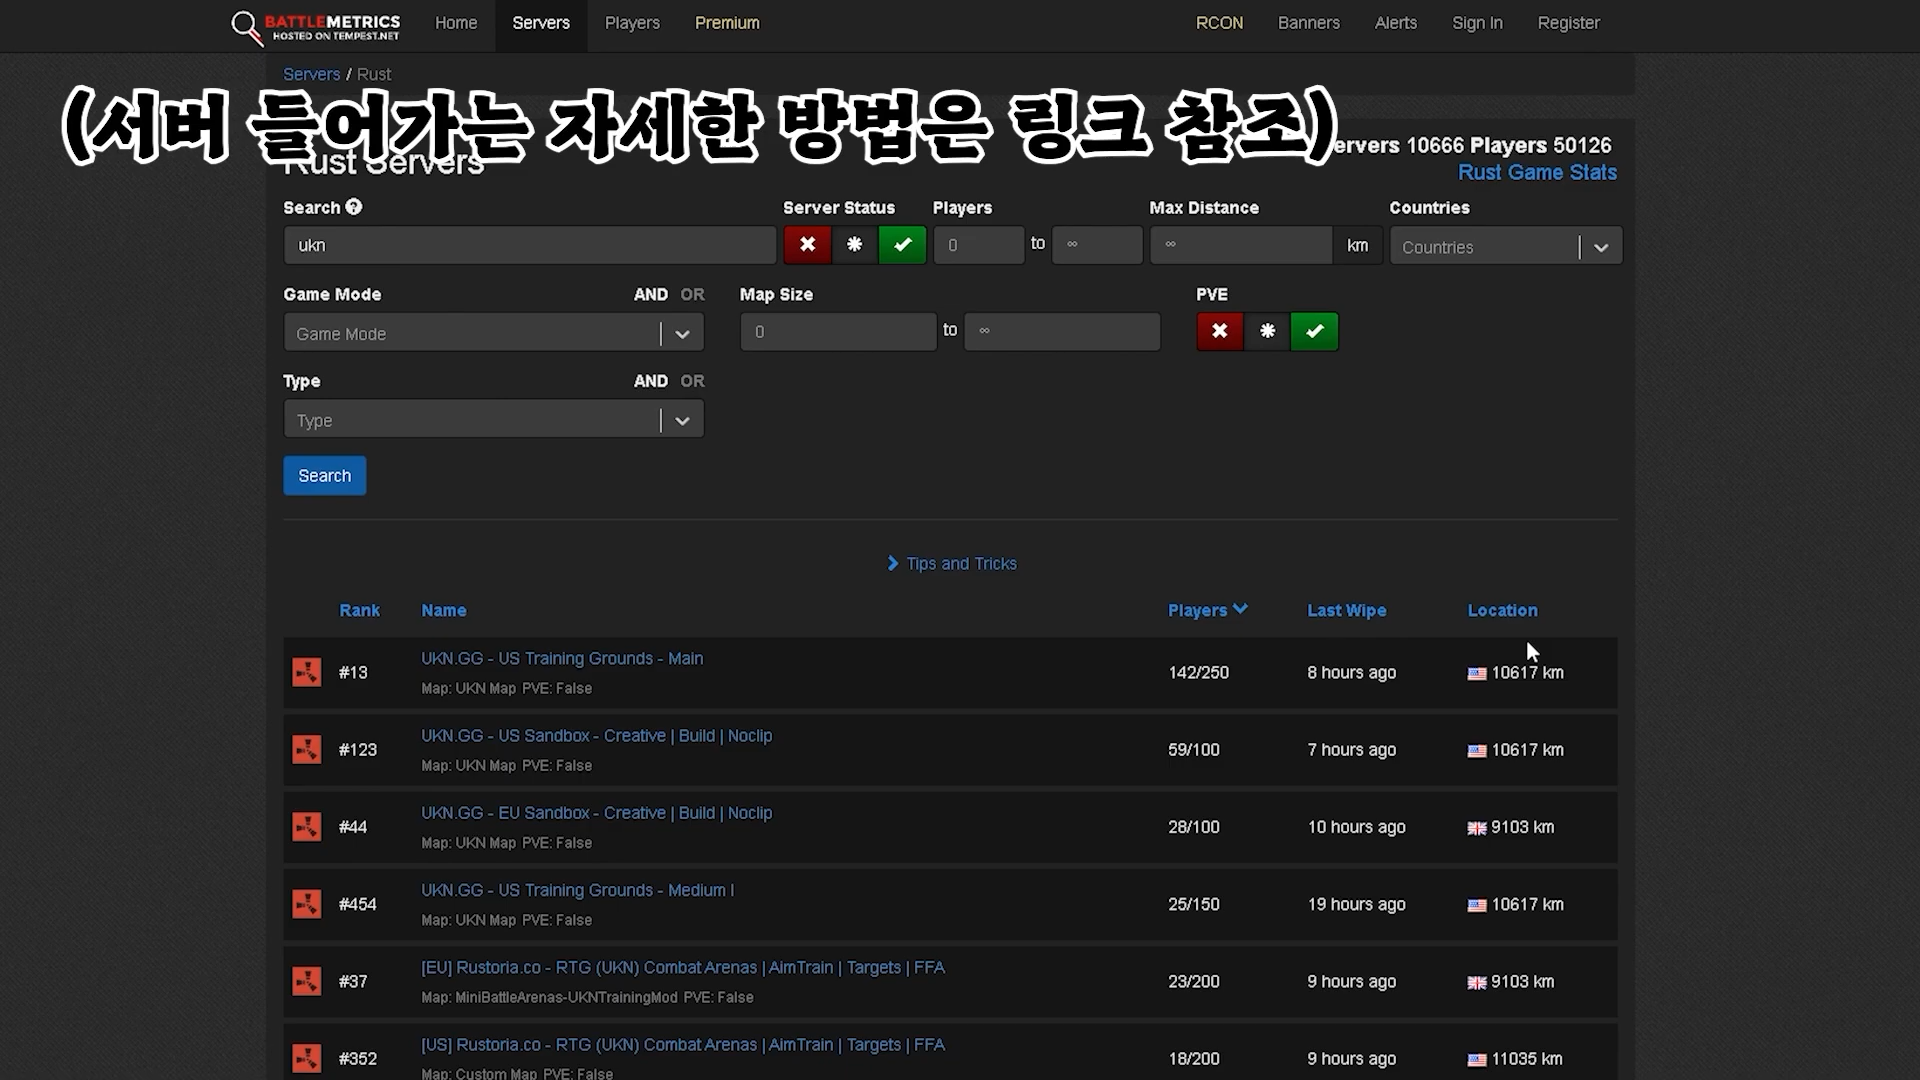 BATTLEMETRICS
HOSTED ON TEMPEST.NET
Home Servers Players Premium RCON Banners Alerts Sign In Register
Servers / Rust
(서버 들어가는 자세한 방법은 링크 참조)
Rust Servers
ervers 10666 Players 50126
Rust Game Stats
Search Server Status Players Max Distance Countries
ukn 0 to ∞ ∞ km Countries
Game Mode AND OR Map Size PVE
Game Mode 0 to ∞
Type AND OR
Type
Search
Tips and Tricks
Rank Name Players Last Wipe Location
#13 UKN.GG - US Training Grounds - Main 142/250 8 hours ago 10617 km
Map: UKN Map PVE: False
#123 UKN.GG - US Sandbox - Creative | Build | Noclip 59/100 7 hours ago 10617 km
Map: UKN Map PVE: False
#44 UKN.GG - EU Sandbox - Creative | Build | Noclip 28/100 10 hours ago 9103 km
Map: UKN Map PVE: False
#454 UKN.GG - US Training Grounds - Medium I 25/150 19 hours ago 10617 km
Map: UKN Map PVE: False
#37 [EU] Rustoria.co - RTG (UKN) Combat Arenas | AimTrain | Targets | FFA 23/200 9 hours ago 9103 km
Map: MiniBattleArenas-UKNTrainingMod PVE: False
#352 [US] Rustoria.co - RTG (UKN) Combat Arenas | AimTrain | Targets | FFA 18/200 9 hours ago 11035 km
Map: Custom Map PVE: False